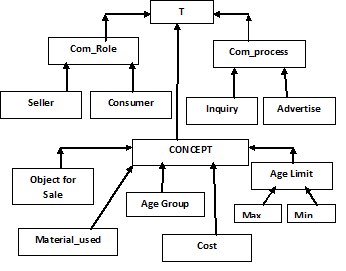 T
Com_Role
Com_process
Seller
Consumer
Inquiry
Advertise
CONCEPT
Object for
Sale
Age Group
Age Limit
Max
Min
Material_used
Cost